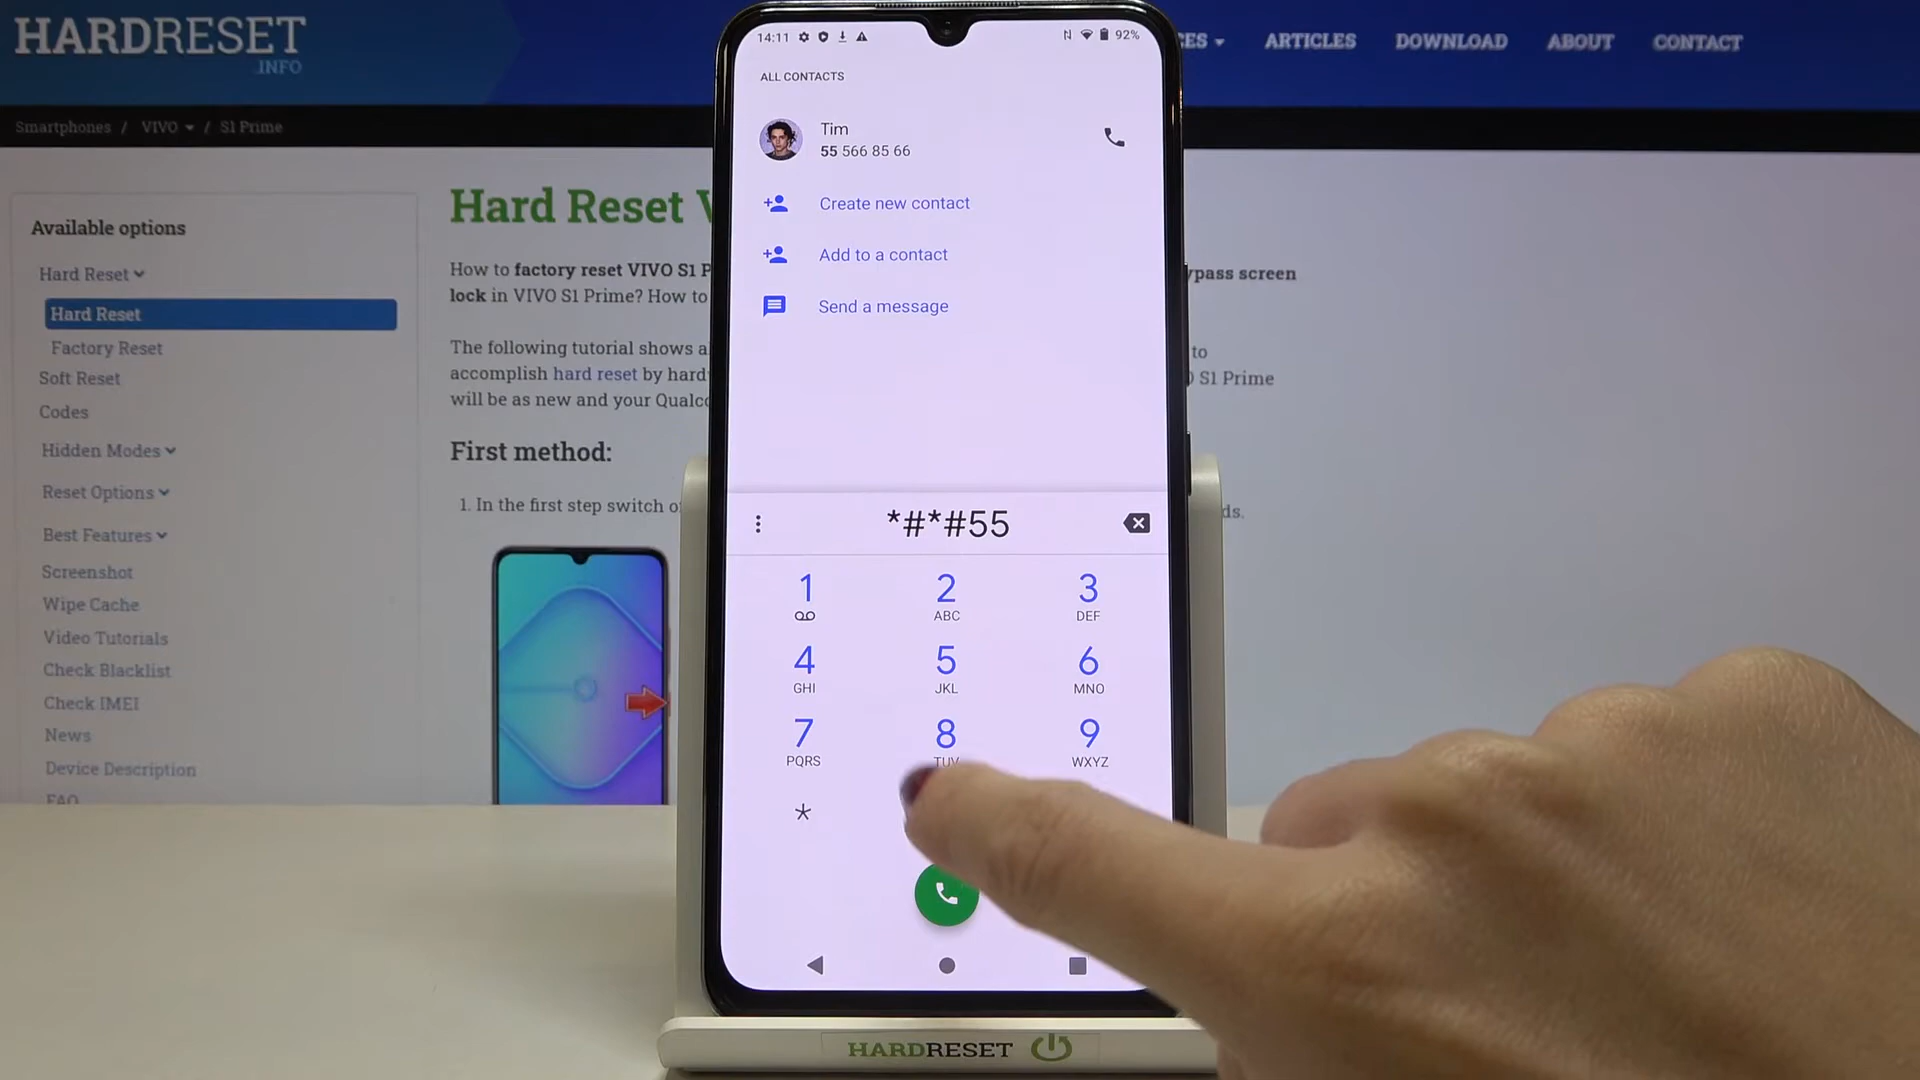 HARDRESET
.INFO
ARTICLES
DOWNLOAD
ABOUT
CONTACT
Smartphones / VIVO / S1 Prime
Available options
Hard Reset
Hard Reset
Factory Reset
Soft Reset
Codes
Hidden Modes
Reset Options
Best Features
Screenshot
Wipe Cache
Video Tutorials
Check Blacklist
Check IMEI
News
Device Description
FAQ
Hard Reset
How to factory reset VIVO S1
lock in VIVO S1 Prime? How to
The following tutorial shows
accomplish hard reset by
will be as new and your
First method:
1. In the first step switch
screen
to
S1 Prime
14:11
92%
ALL CONTACTS
Tim
55 566 85 66
Create new contact
Add to a contact
Send a message
*#*#55
1
2 ABC
3 DEF
4 GHI
5 JKL
6 MNO
7 PQRS
8 TUV
9 WXYZ
*
HARDRESET